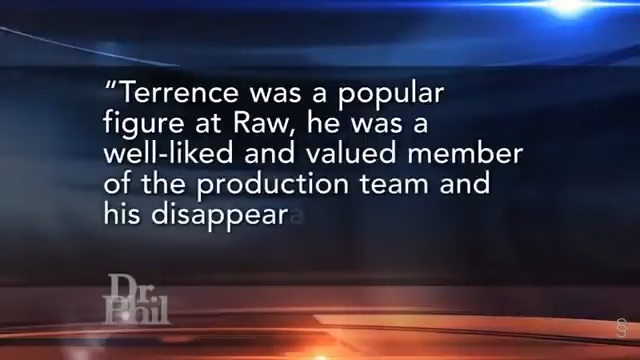 “Terrence was a popular
figure at Raw, he was a
well-liked and valued member
of the production team and
his disappeara
Dr.
Phil